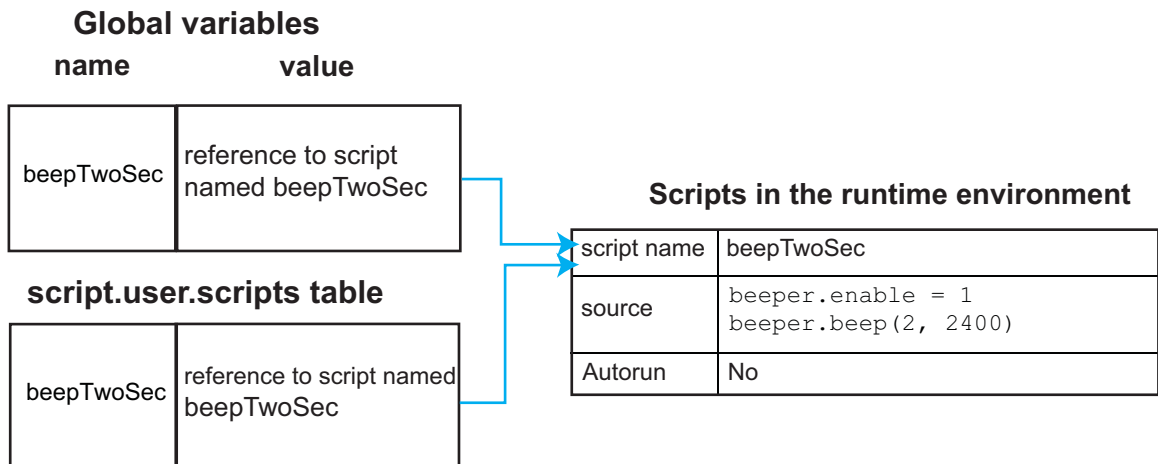 Global variables
name value
beepTwoSec
reference to script
named beepTwoSec
script.user.scripts table
beepTwoSec
reference to script named
beepTwoSec
Scripts in the runtime environment
script name beepTwoSec
source
beeper.enable = 1
beeper.beep(2, 2400)
Autorun No